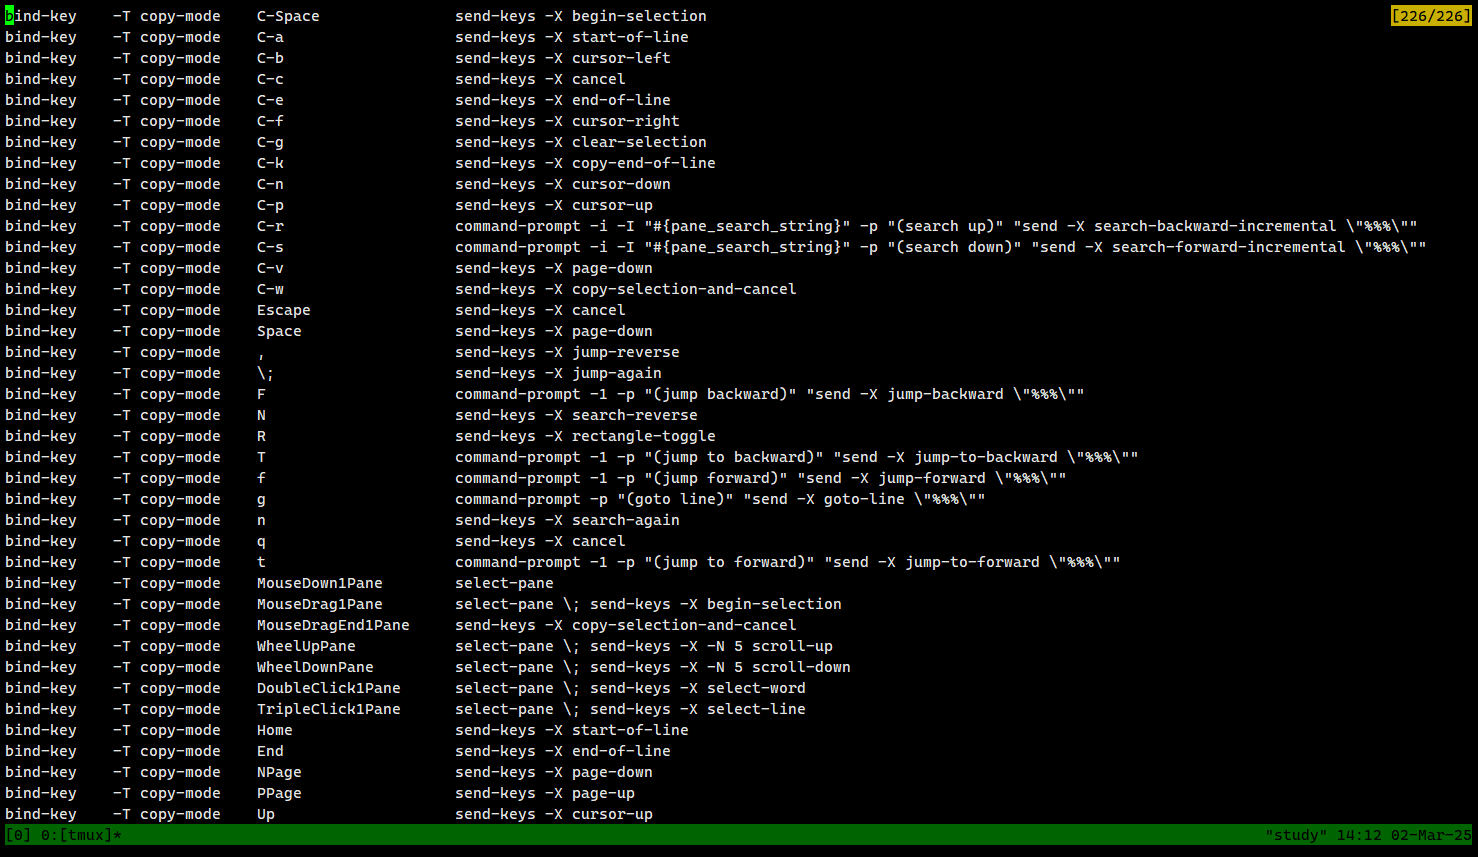 bind-key    -T copy-mode    C-Space               send-keys -X begin-selection [226/226]
bind-key    -T copy-mode    C-a                   send-keys -X start-of-line
bind-key    -T copy-mode    C-b                   send-keys -X cursor-left
bind-key    -T copy-mode    C-c                   send-keys -X cancel
bind-key    -T copy-mode    C-e                   send-keys -X end-of-line
bind-key    -T copy-mode    C-f                   send-keys -X cursor-right
bind-key    -T copy-mode    C-g                   send-keys -X clear-selection
bind-key    -T copy-mode    C-k                   send-keys -X copy-end-of-line
bind-key    -T copy-mode    C-n                   send-keys -X cursor-down
bind-key    -T copy-mode    C-p                   send-keys -X cursor-up
bind-key    -T copy-mode    C-r                   command-prompt -i -I "#{pane_search_string}" -p "(search up)" "send -X search-backward-incremental \"%%%\""
bind-key    -T copy-mode    C-s                   command-prompt -i -I "#{pane_search_string}" -p "(search down)" "send -X search-forward-incremental \"%%%\""
bind-key    -T copy-mode    C-v                   send-keys -X page-down
bind-key    -T copy-mode    C-w                   send-keys -X copy-selection-and-cancel
bind-key    -T copy-mode    Escape                send-keys -X cancel
bind-key    -T copy-mode    Space                 send-keys -X page-down
bind-key    -T copy-mode    ,                     send-keys -X jump-reverse
bind-key    -T copy-mode    \;                    send-keys -X jump-again
bind-key    -T copy-mode    F                     command-prompt -1 -p "(jump backward)" "send -X jump-backward \"%%%\""
bind-key    -T copy-mode    N                     send-keys -X search-reverse
bind-key    -T copy-mode    R                     send-keys -X rectangle-toggle
bind-key    -T copy-mode    T                     command-prompt -1 -p "(jump to backward)" "send -X jump-to-backward \"%%%\""
bind-key    -T copy-mode    f                     command-prompt -1 -p "(jump forward)" "send -X jump-forward \"%%%\""
bind-key    -T copy-mode    g                     command-prompt -p "(goto line)" "send -X goto-line \"%%%\""
bind-key    -T copy-mode    n                     send-keys -X search-again
bind-key    -T copy-mode    q                     send-keys -X cancel
bind-key    -T copy-mode    t                     command-prompt -1 -p "(jump to forward)" "send -X jump-to-forward \"%%%\""
bind-key    -T copy-mode    MouseDown1Pane        select-pane
bind-key    -T copy-mode    MouseDrag1Pane        select-pane \; send-keys -X begin-selection
bind-key    -T copy-mode    MouseDragEnd1Pane     send-keys -X copy-selection-and-cancel
bind-key    -T copy-mode    WheelUpPane           select-pane \; send-keys -X -N 5 scroll-up
bind-key    -T copy-mode    WheelDownPane         select-pane \; send-keys -X -N 5 scroll-down
bind-key    -T copy-mode    DoubleClick1Pane      select-pane \; send-keys -X select-word
bind-key    -T copy-mode    TripleClick1Pane      select-pane \; send-keys -X select-line
bind-key    -T copy-mode    Home                  send-keys -X start-of-line
bind-key    -T copy-mode    End                   send-keys -X end-of-line
bind-key    -T copy-mode    NPage                 send-keys -X page-down
bind-key    -T copy-mode    PPage                 send-keys -X page-up
bind-key    -T copy-mode    Up                    send-keys -X cursor-up
[0] 0:[tmux]* "study" 14:12 02-Mar-25